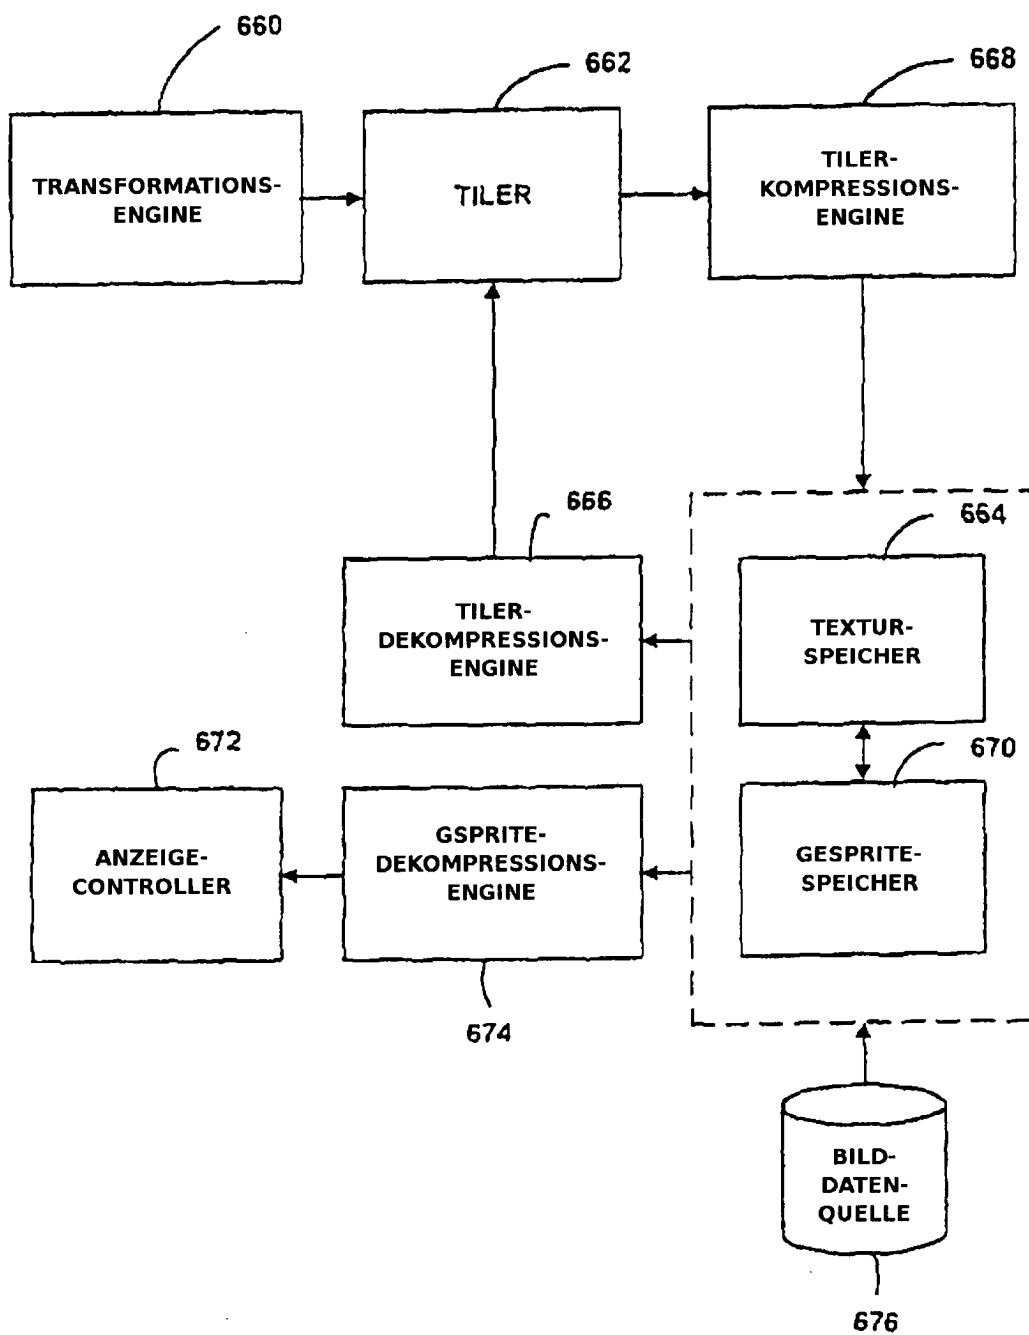 660
662
668
TRANSFORMATIONS-
ENGINE
TILER
TILER-
KOMPRESSIONS-
ENGINE
666
664
TILER-
DEKOMPRESSIONS-
ENGINE
TEXTUR-
SPEICHER
672
670
ANZEIGE-
CONTROLLER
GSPRITE-
DEKOMPRESSIONS-
ENGINE
GESPRITE-
SPEICHER
674
BILD-
DATEN-
QUELLE
676